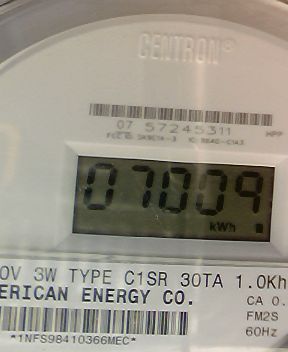 CENTRON®
07 57245311
HPP
07009
kWh
0V 3W TYPE C1SR 30TA 1.0Kh
ERICAN ENERGY CO.
CA 0.
FM2S
60Hz
*1NFS98410366MEC*